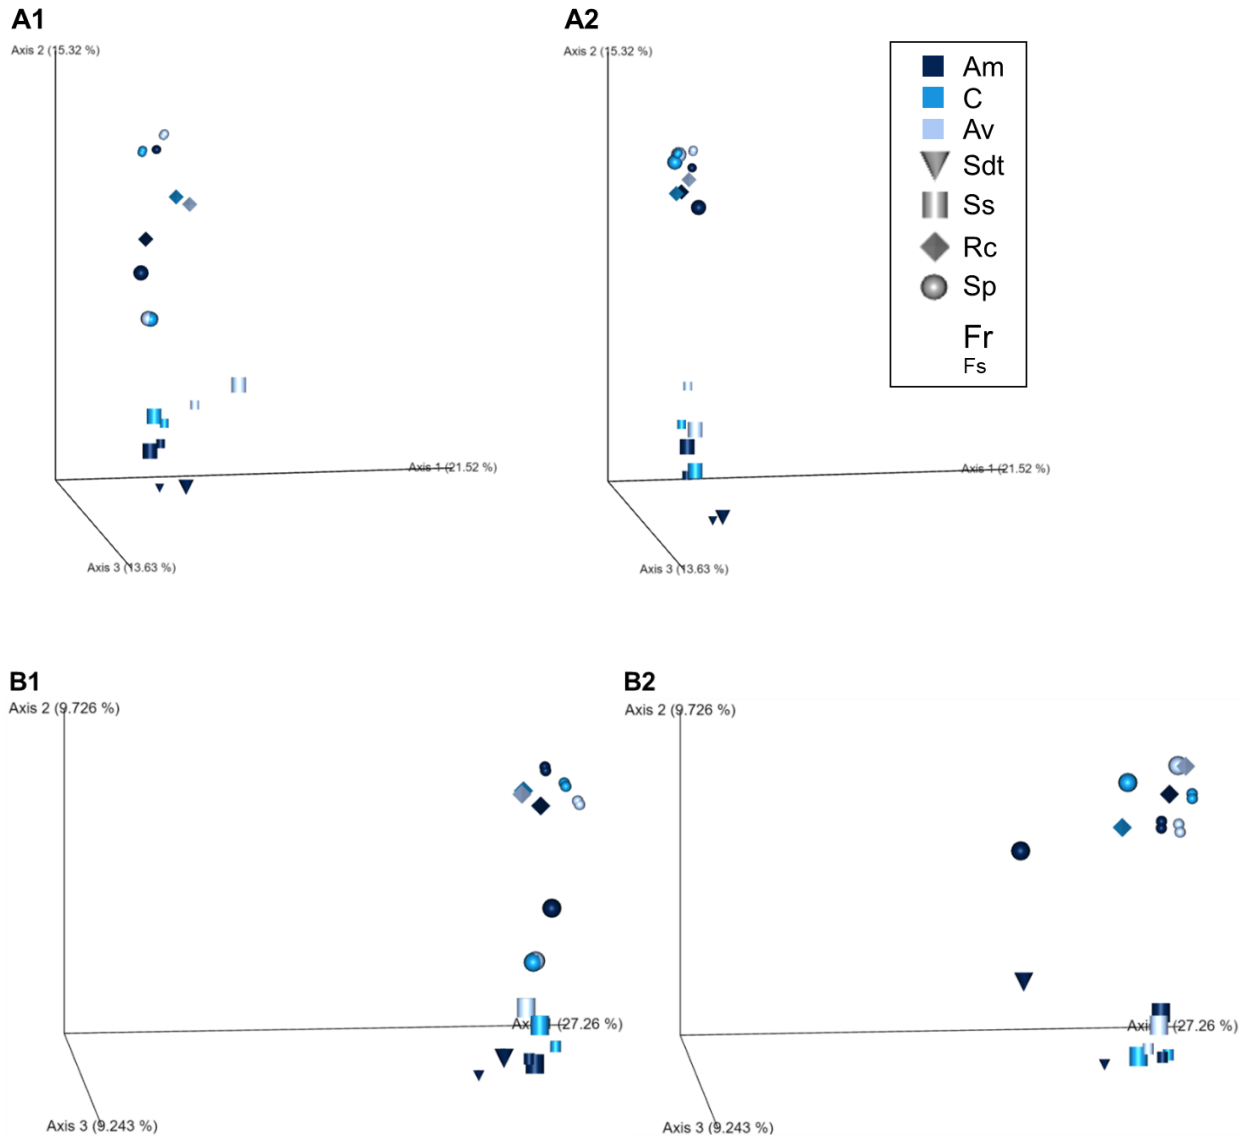 A1
A2
Axis 2 (15.32 %)
Axis 2 (15.32 %)
Am
C
Av
Sdt
Ss
Rc
Sp
Fr
Fs
Axis 1 (21.52 %)
Axis 1 (21.52 %)
Axis 3 (13.63 %)
Axis 3 (13.63 %)
B1
B2
Axis 2 (9.726 %)
Axis 2 (9.726 %)
(27.26 %)
(27.26 %)
Axis 3 (9.243 %)
Axis 3 (9.243 %)